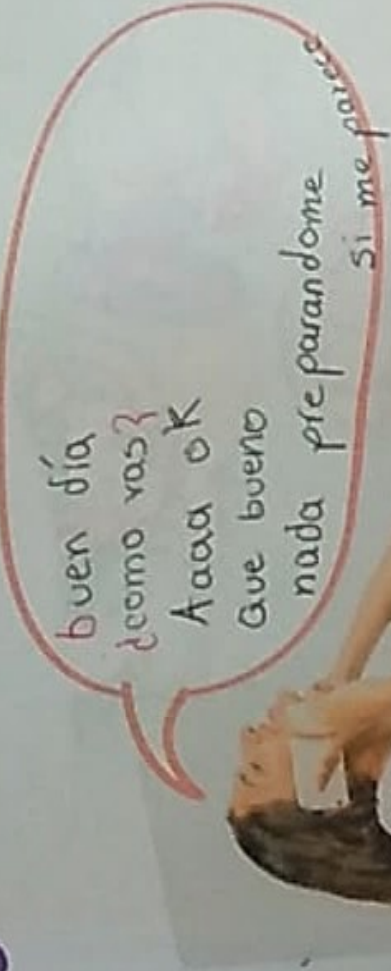 buen día
¿como vas?
Aaaa oK
Que bueno
nada preparandome
si me parece